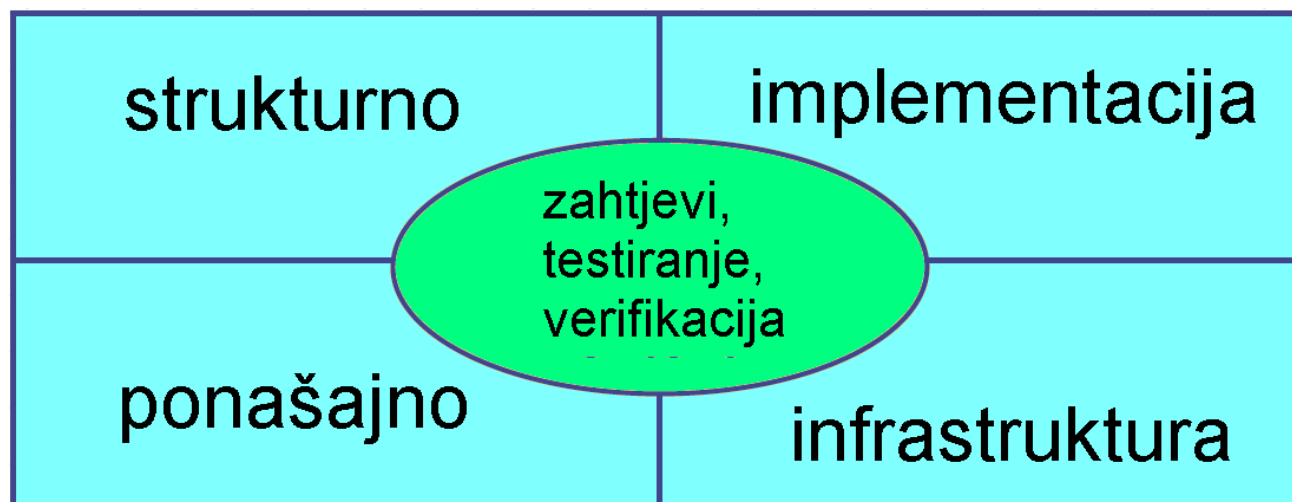 strukturno
implementacija
zahtjevi,
testiranje,
verifikacija
ponašajno
infrastruktura